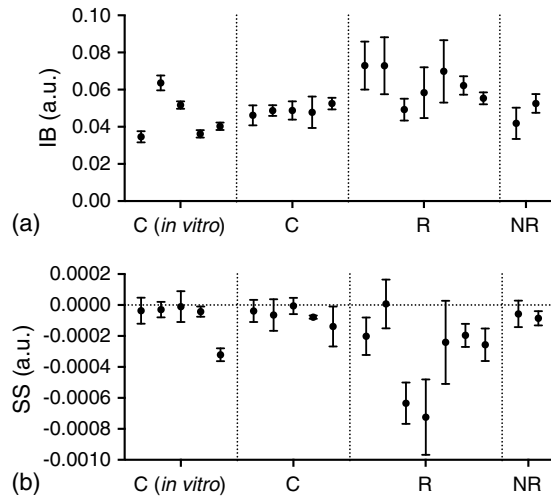 0.10
0.08
0.06
0.04
0.02
0.00
IB (a.u.)
(a)
C (in vitro) C R NR
0.0002
0.0000
-0.0002
-0.0004
-0.0006
-0.0008
-0.0010
SS (a.u.)
(b)
C (in vitro) C R NR